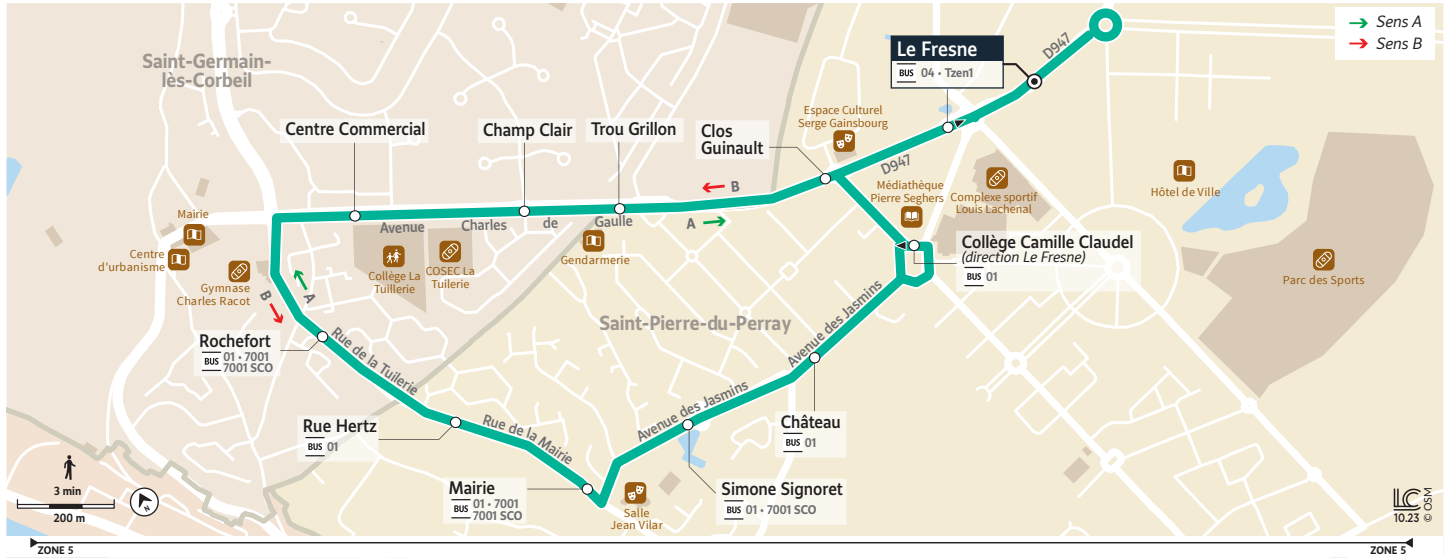 Sens A
Sens B
Saint-Germain-
lès-Corbeil
D947
Le Fresne
BUS 04 • Tzen1
Espace Culturel
Serge Gainsbourg
Centre Commercial
Champ Clair
Trou Grillon
Clos
Guinault
D947
B
A
Médiathèque
Pierre Seghers
Complexe sportif
Louis Lachenal
Hôtel de Ville
Mairie
Avenue Charles de Gaulle
Centre
d'urbanisme
Gymnase
Charles Racot
Collège La
Tuillerie
COSEC La
Tuilerie
Gendarmerie
Collège Camille Claudel
(direction Le Fresne)
BUS 01
Parc des Sports
B
A
Saint-Pierre-du-Perray
Rochefort
BUS 01 • 7001
7001 SCO
Rue de la Tuilerie
Avenue des Jasmins
Rue Hertz
BUS 01
Rue de la Mairie
Avenue des Jasmins
Château
BUS 01
Mairie
BUS 01 • 7001
7001 SCO
Salle
Jean Vilar
Simone Signoret
BUS 01 • 7001 SCO
3 min
200 m
N
LC
10.23 © OSM
ZONE 5
ZONE 5